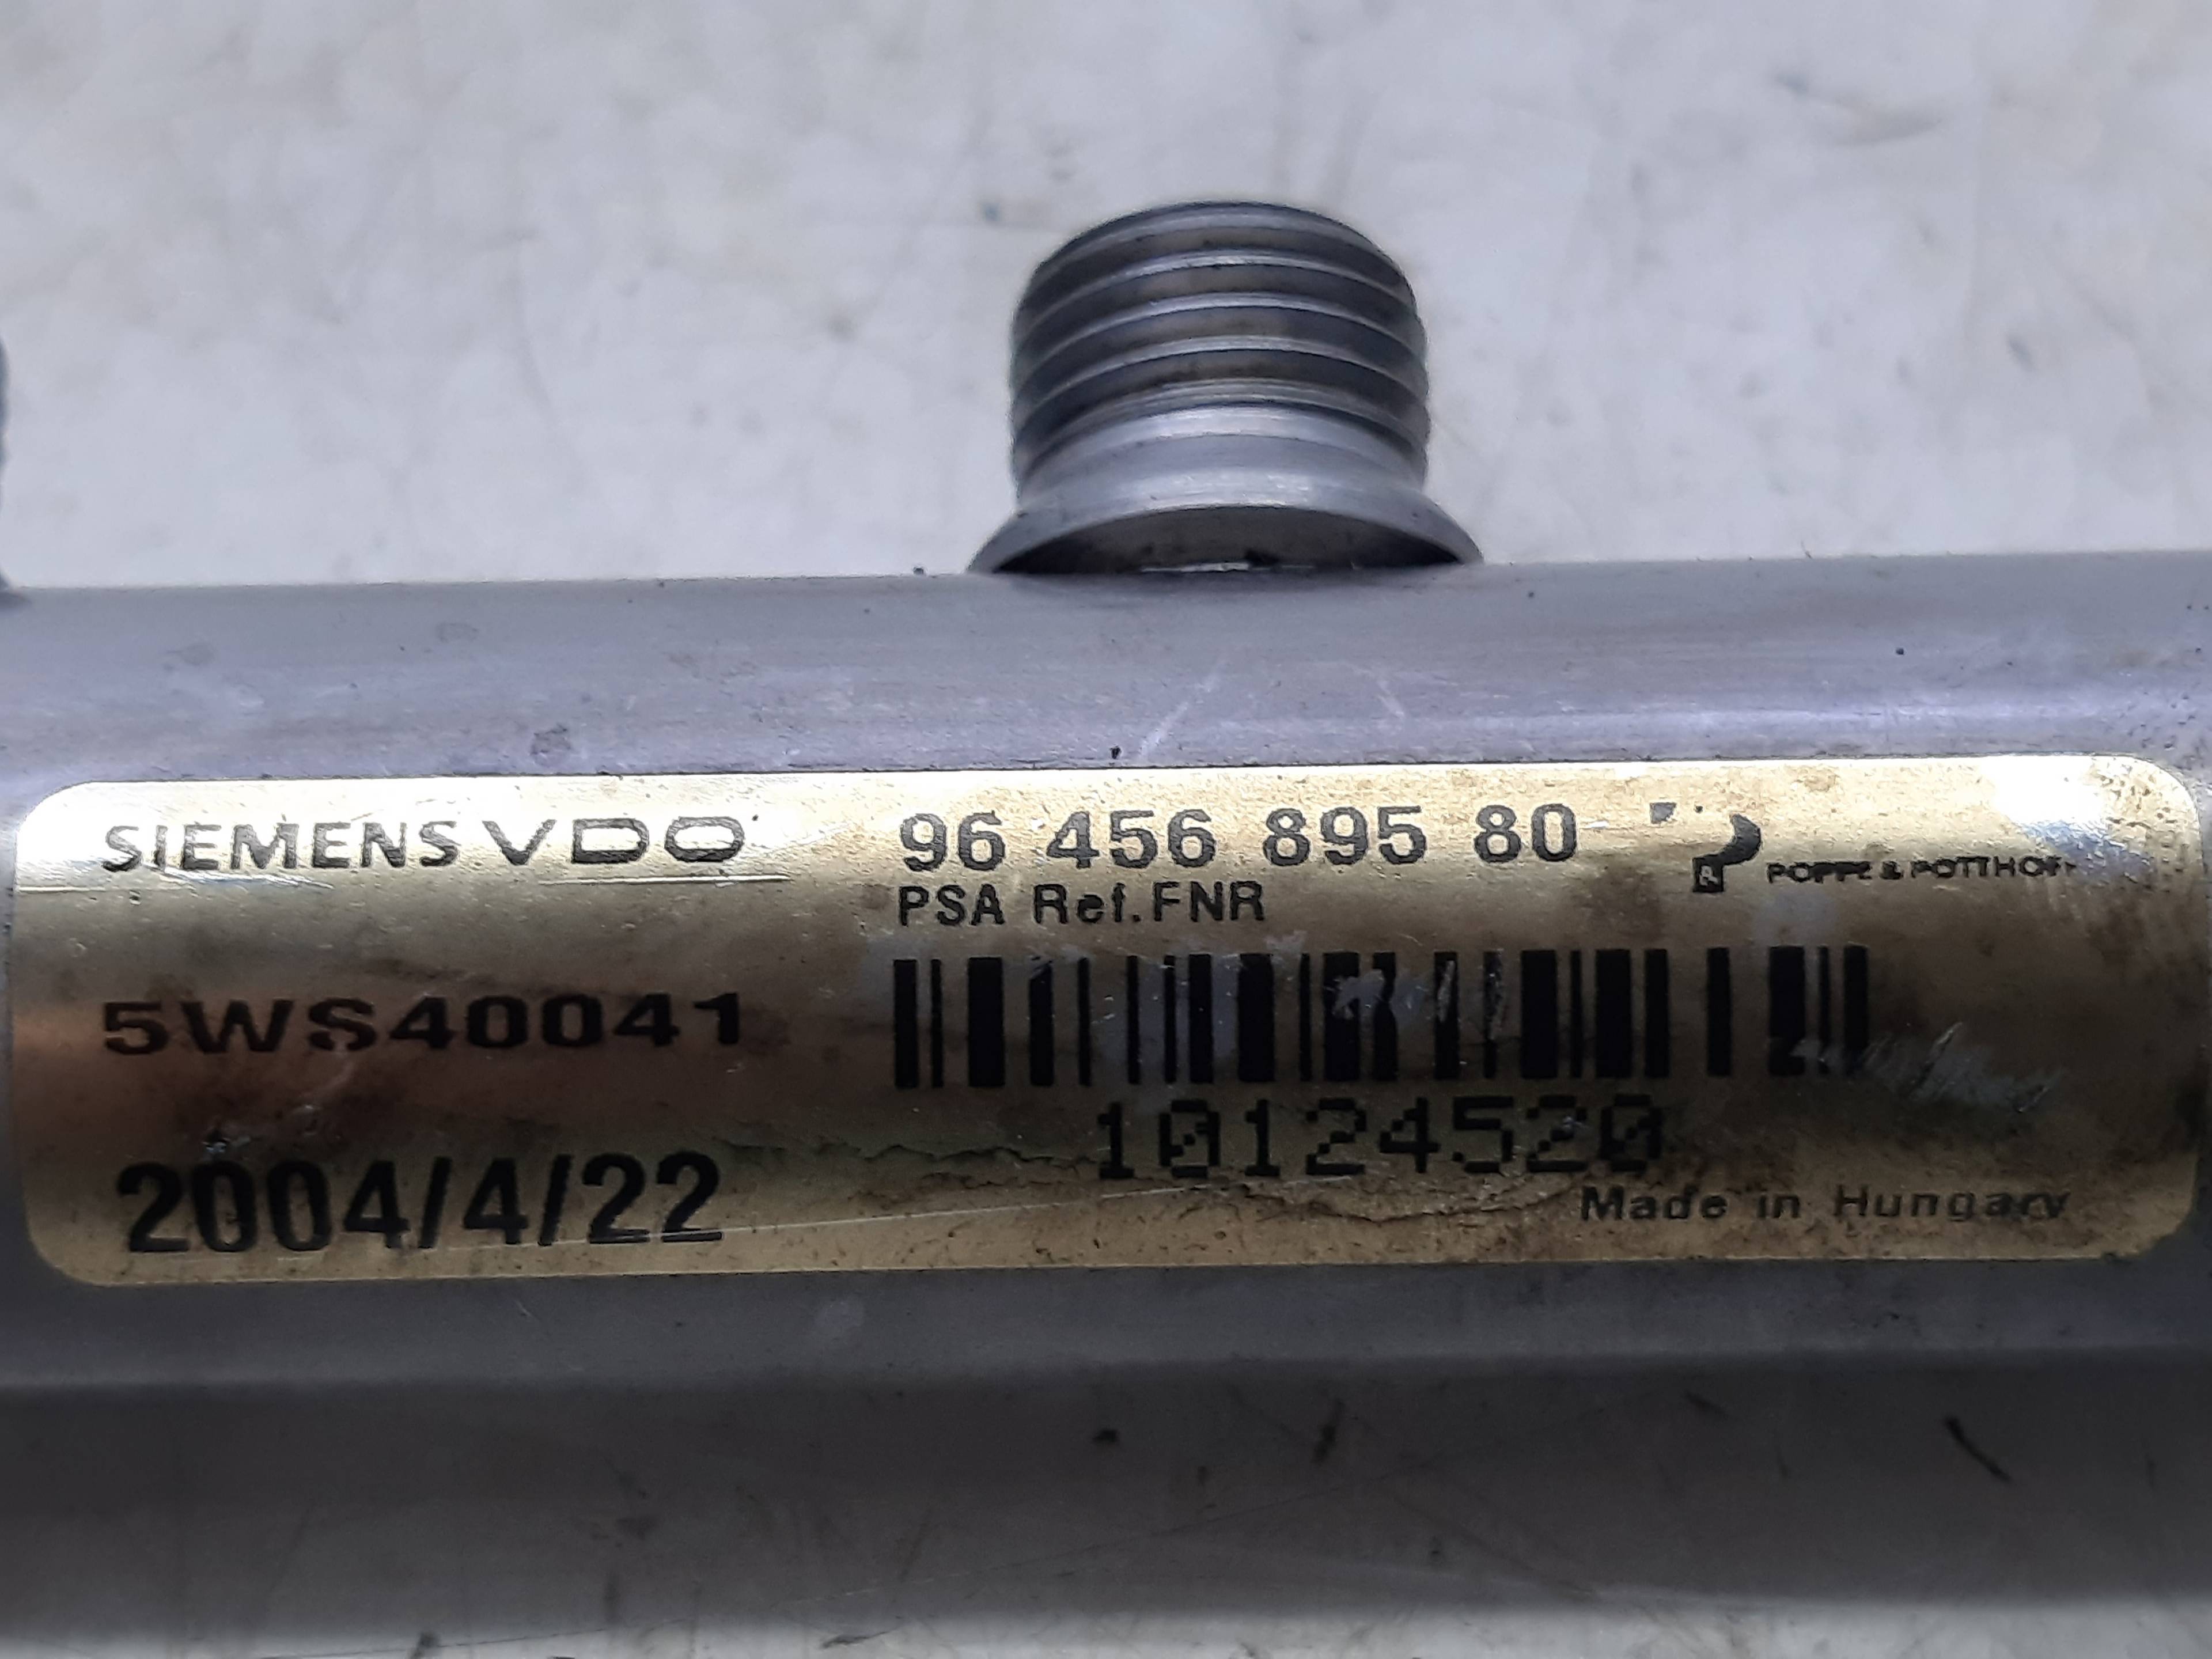 SIEMENS VDO
96 456 895 80
POPPE & POTTHOFF
PSA Ref.FNR
5WS40041
10124520
2004/4/22
Made in Hungary